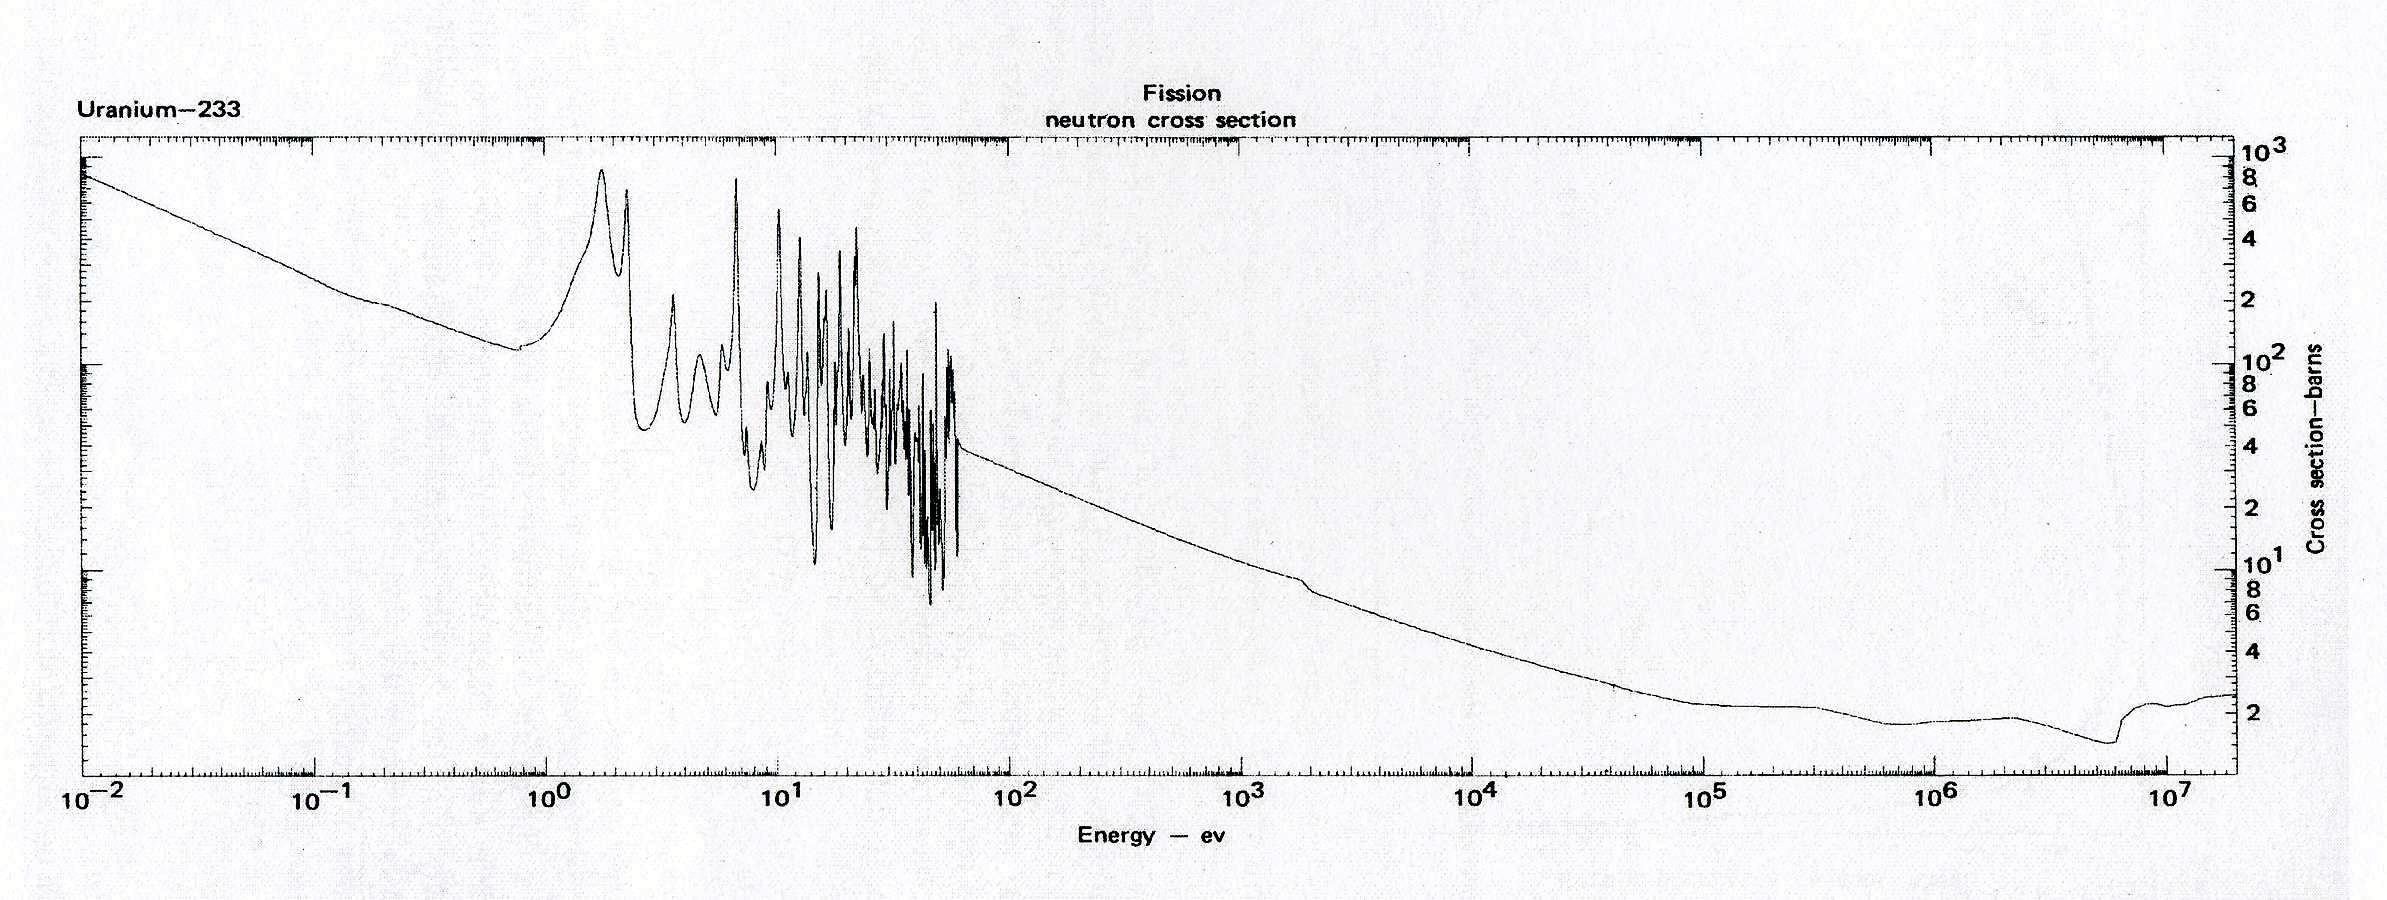 Uranium—233
Fission
neutron cross section
10³
8
6
4
2
10²
8
6
4
2
10¹
8
6
4
2
Cross section—barns
10⁻² 10⁻¹ 10⁰ 10¹ 10² 10³ 10⁴ 10⁵ 10⁶ 10⁷
Energy — ev